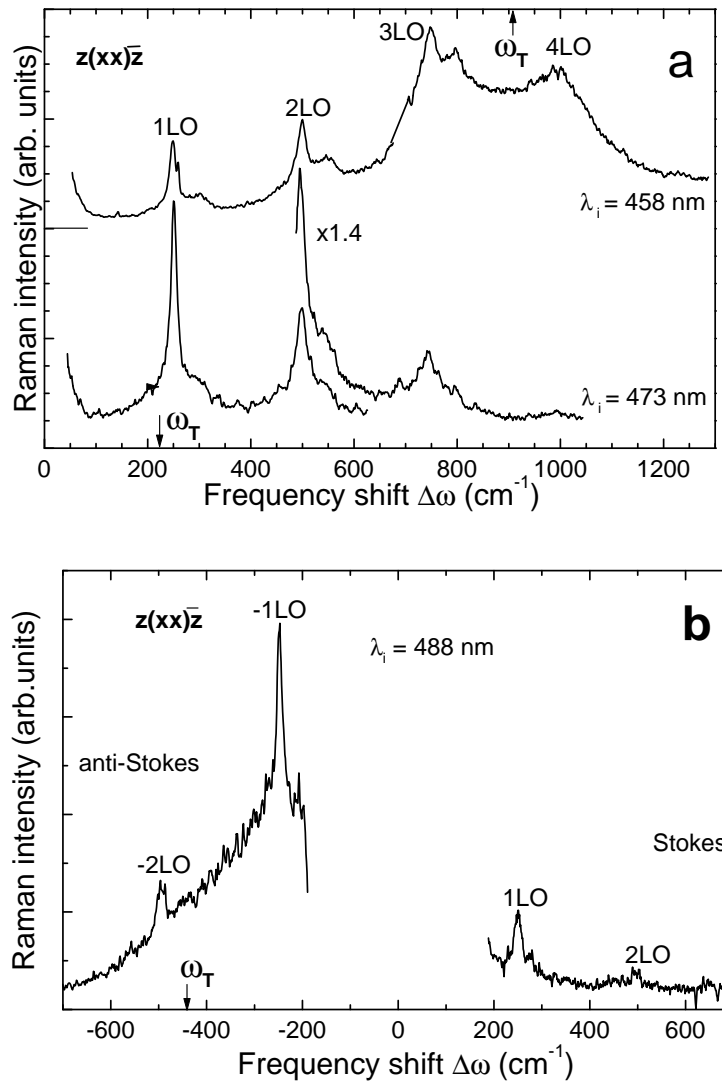 z(xx)z̄
a
1LO
2LO
3LO
ω_T
4LO
x1.4
λ_i = 458 nm
λ_i = 473 nm
ω_T
Raman intensity (arb. units)
0 200 400 600 800 1000 1200
Frequency shift Δω (cm⁻¹)
z(xx)z̄
-1LO
b
λ_i = 488 nm
anti-Stokes
Stokes
-2LO
1LO
2LO
ω_T
Raman intensity (arb.units)
-600 -400 -200 0 200 400 600
Frequency shift Δω (cm⁻¹)